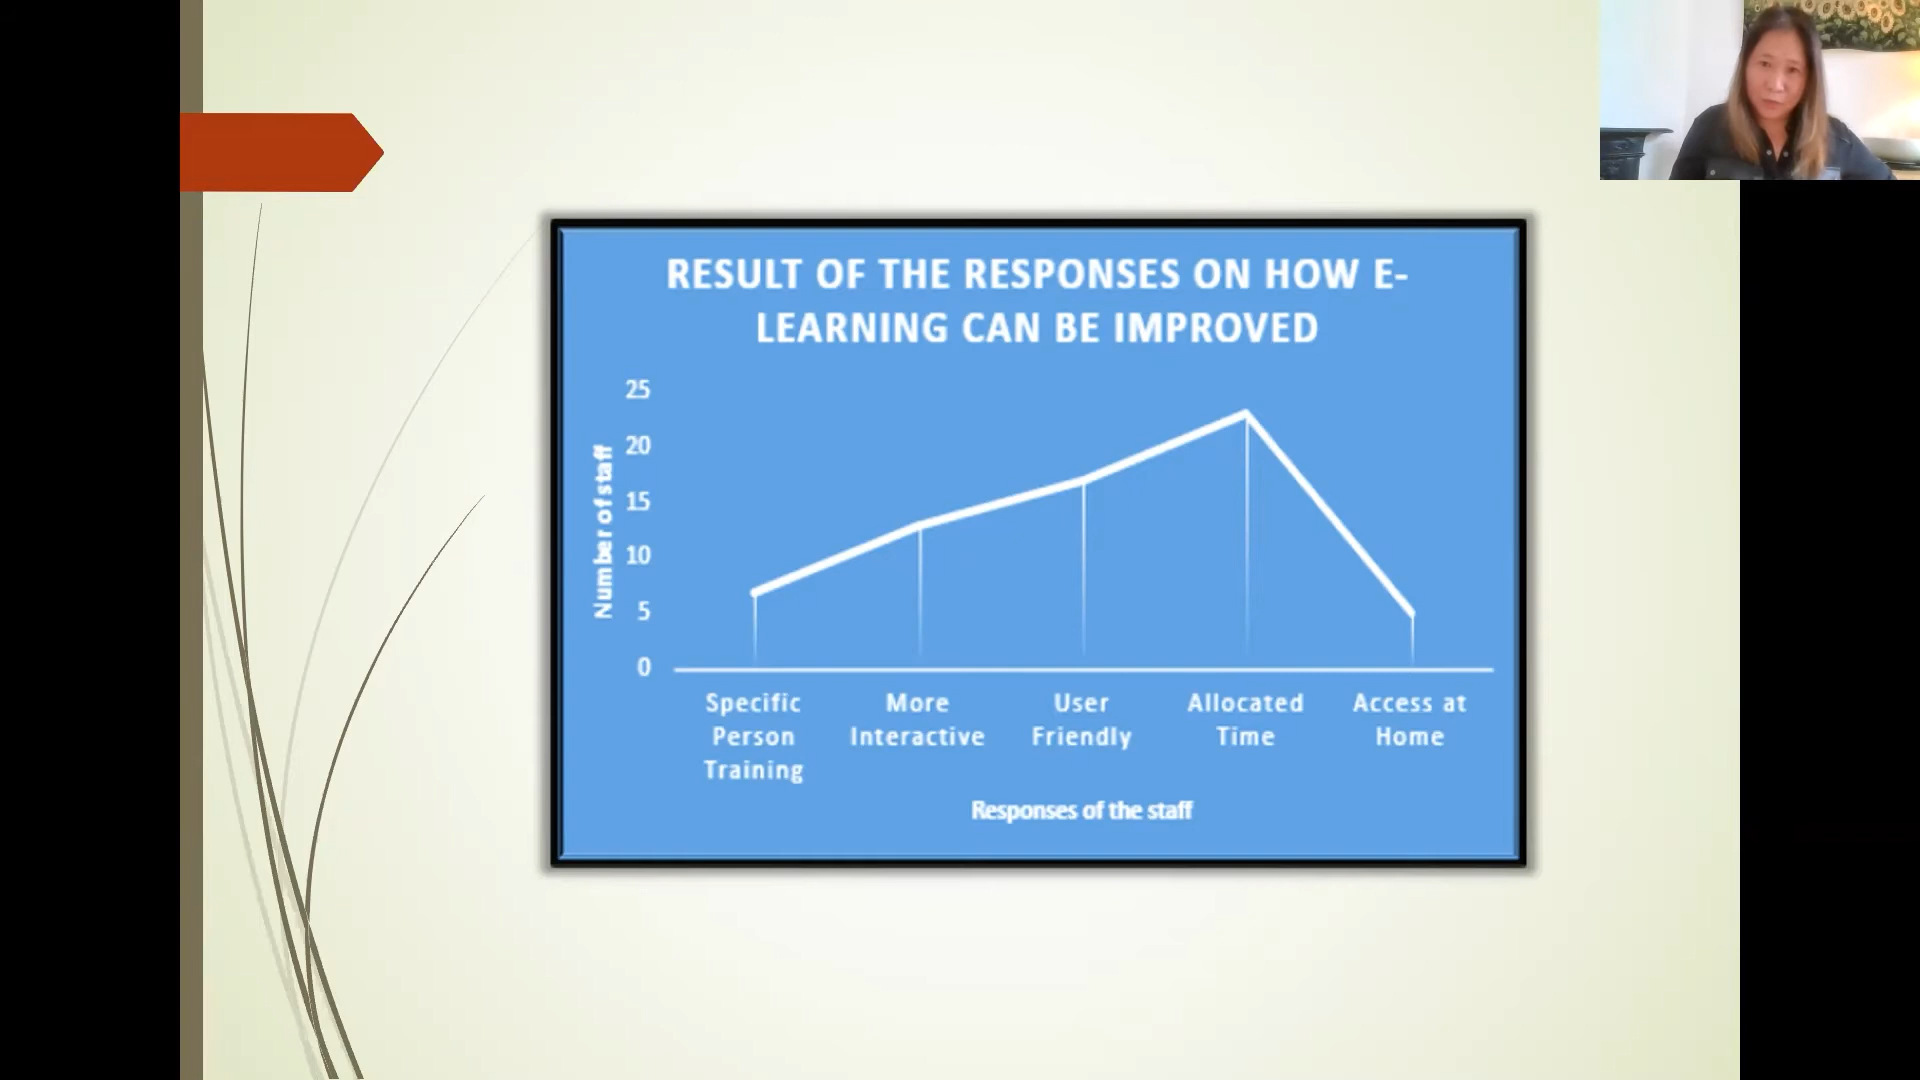 RESULT OF THE RESPONSES ON HOW E-
LEARNING CAN BE IMPROVED
25
20
15
10
5
0
Number of staff
Specific
Person
Training
More
Interactive
User
Friendly
Allocated
Time
Access at
Home
Responses of the staff